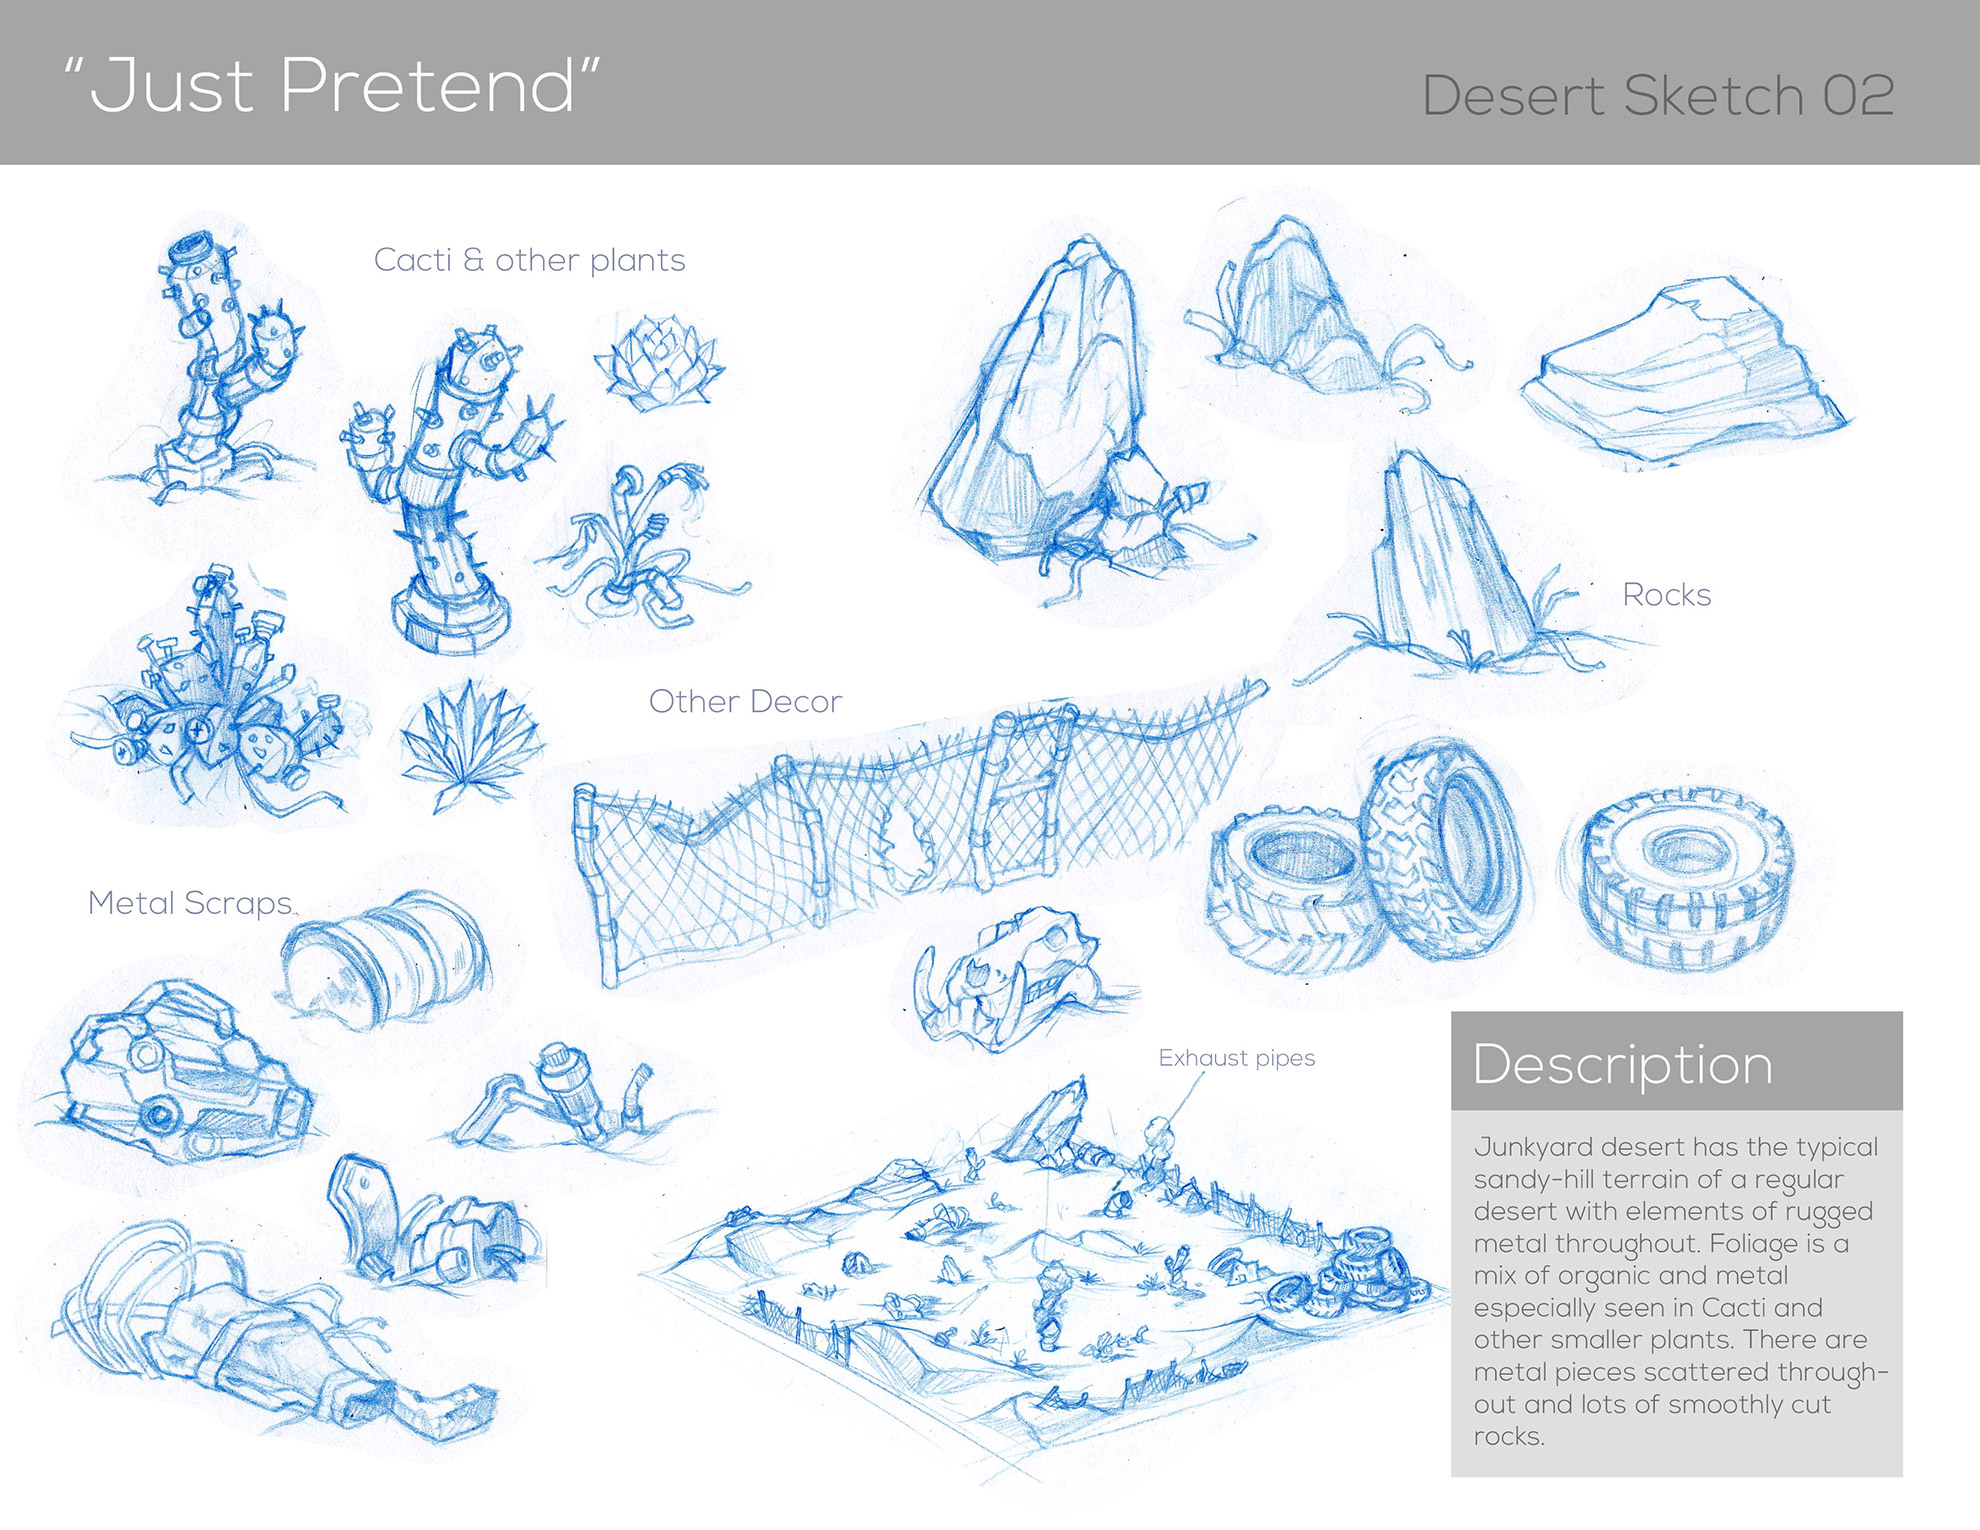 “Just Pretend”
Desert Sketch 02
Cacti & other plants
Rocks
Other Decor
Metal Scraps
Exhaust pipes
Description
Junkyard desert has the typical
sandy-hill terrain of a regular
desert with elements of rugged
metal throughout. Foliage is a
mix of organic and metal
especially seen in Cacti and
other smaller plants. There are
metal pieces scattered through-
out and lots of smoothly cut
rocks.